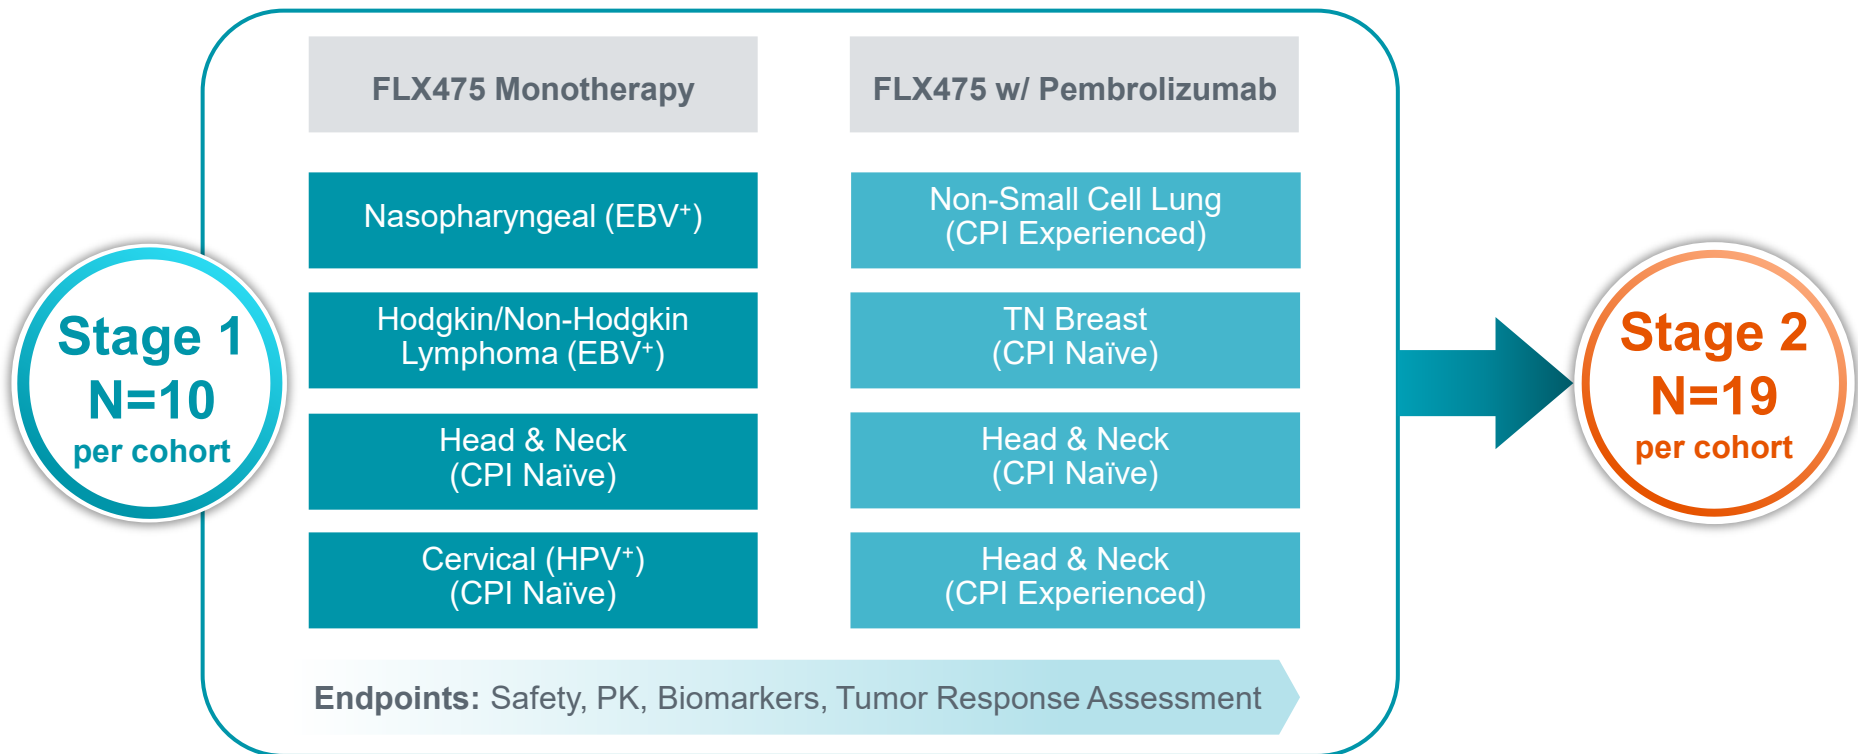 FLX475 Monotherapy
FLX475 w/ Pembrolizumab
Stage 1
N=10
per cohort
Nasopharyngeal (EBV⁺)
Hodgkin/Non-Hodgkin
Lymphoma (EBV⁺)
Head & Neck
(CPI Naïve)
Cervical (HPV⁺)
(CPI Naïve)
Non-Small Cell Lung
(CPI Experienced)
TN Breast
(CPI Naïve)
Head & Neck
(CPI Naïve)
Head & Neck
(CPI Experienced)
Endpoints: Safety, PK, Biomarkers, Tumor Response Assessment
Stage 2
N=19
per cohort